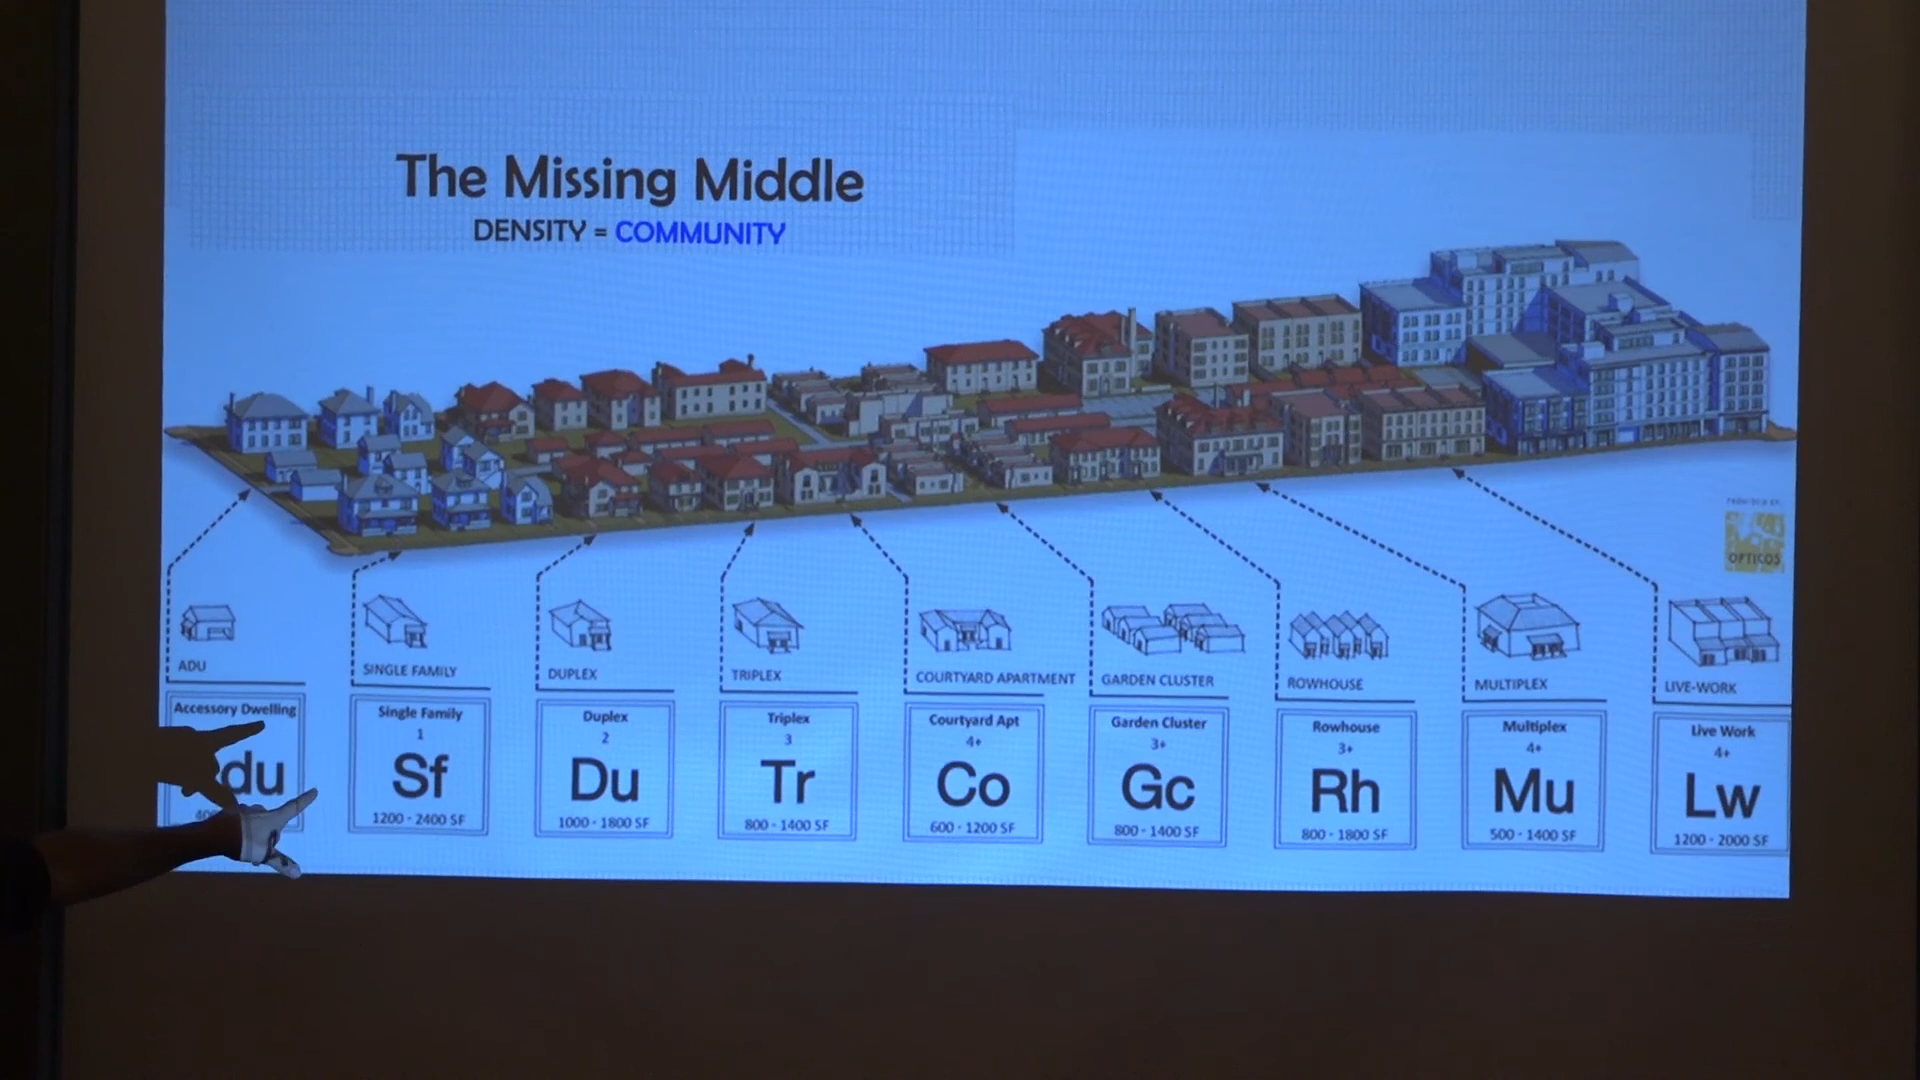 The Missing Middle
DENSITY = COMMUNITY
OPTICOS
ADU
SINGLE FAMILY
DUPLEX
TRIPLEX
COURTYARD APARTMENT
GARDEN CLUSTER
ROWHOUSE
MULTIPLEX
LIVE-WORK
Accessory Dwelling
du
Single Family
1
Sf
1200 - 2400 SF
Duplex
2
Du
1000 - 1800 SF
Triplex
3
Tr
800 - 1400 SF
Courtyard Apt
4+
Co
600 - 1200 SF
Garden Cluster
3+
Gc
800 - 1400 SF
Rowhouse
3+
Rh
800 - 1800 SF
Multiplex
4+
Mu
500 - 1400 SF
Live Work
4+
Lw
1200 - 2000 SF